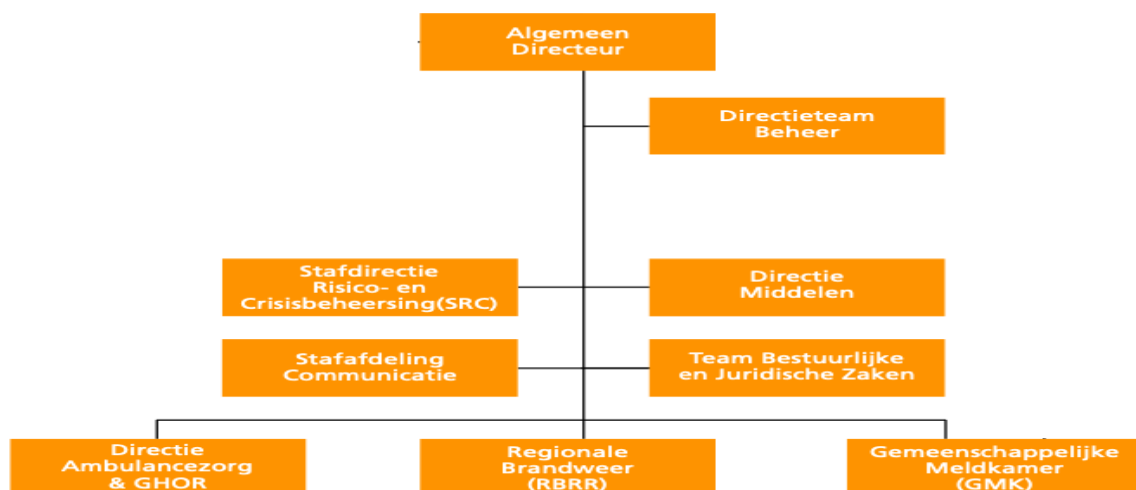 Algemeen
Directeur
Directieteam
Beheer
Stafdirectie
Risico- en
Crisisbeheersing(SRC)
Directie
Middelen
Stafafdeling
Communicatie
Team Bestuurlijke
en Juridische Zaken
Directie
Ambulancezorg
& GHOR
Regionale
Brandweer
(RBRR)
Gemeenschappelijke
Meldkamer
(GMK)